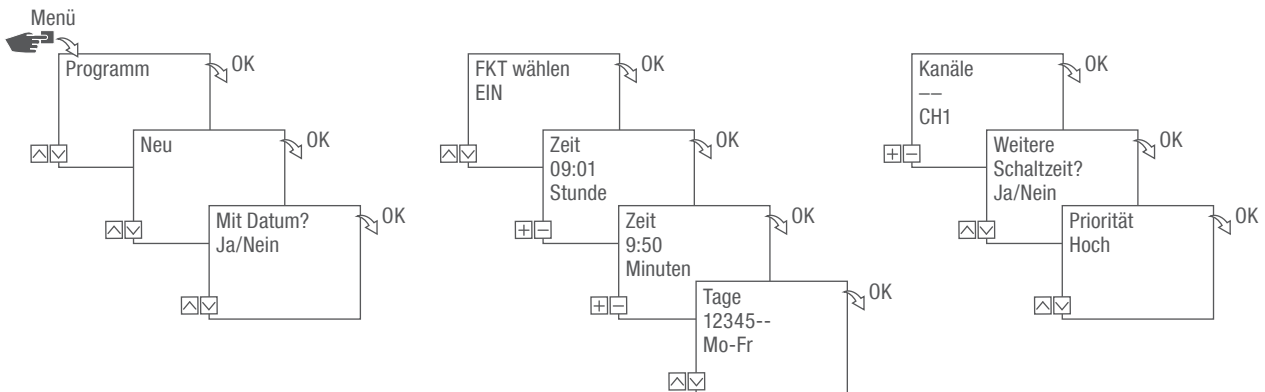 Menü
Programm
OK
Neu
OK
Mit Datum?
Ja/Nein
OK
FKT wählen
EIN
OK
Zeit
09:01
Stunde
OK
Zeit
9:50
Minuten
OK
Tage
12345--
Mo-Fr
OK
Kanäle
––
CH1
OK
Weitere
Schaltzeit?
Ja/Nein
OK
Priorität
Hoch
OK